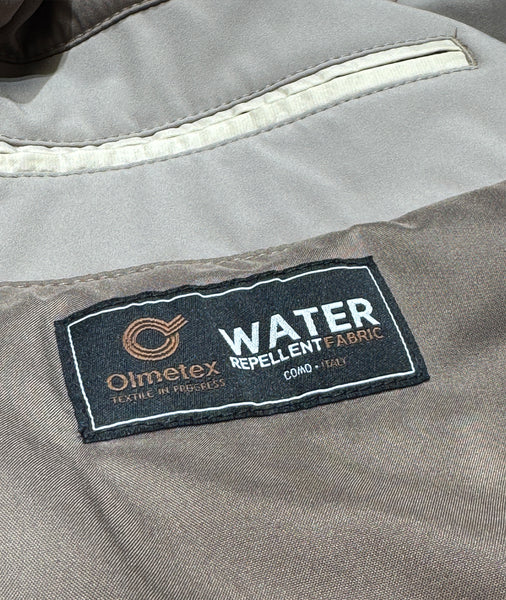 Olmetex
TEXTILE IN PROGRESS
WATER
REPELLENT FABRIC
COMO • ITALY